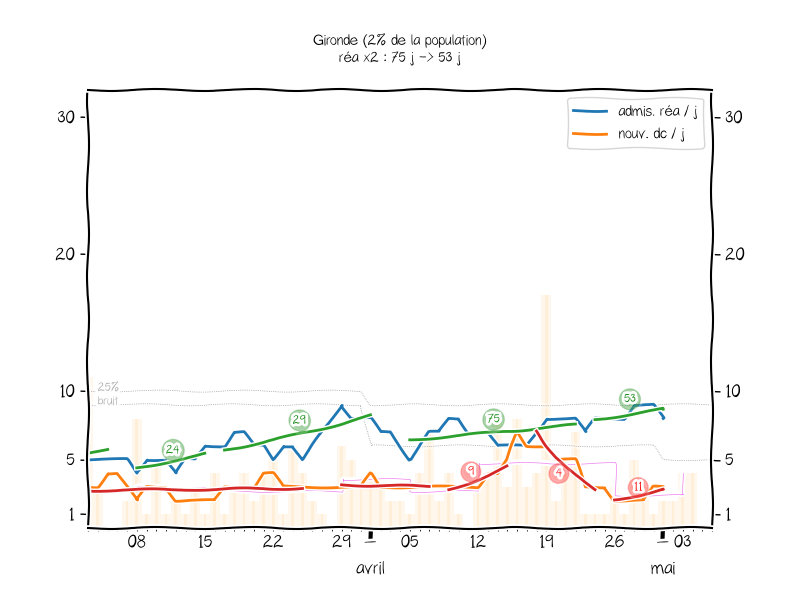 Gironde (2% de la population)
réa x2 : 75 j -> 53 j
admis. réa / j
nouv. dc / j
30
30
20
20
10
10
25%
bruit
5
5
1
1
24
29
75
53
9
4
11
08 15 22 29 05 12 19 26 03
avril mai